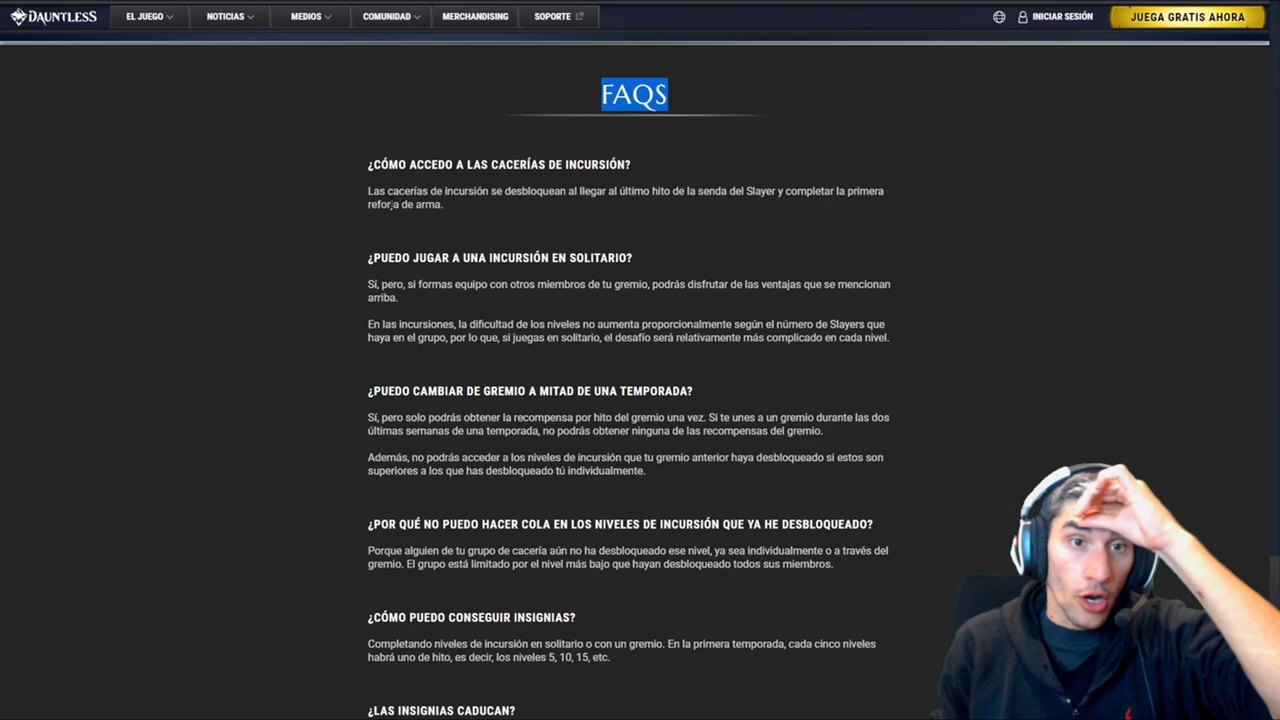 DAUNTLESS
EL JUEGO
NOTICIAS
MEDIOS
COMUNIDAD
MERCHANDISING
SOPORTE
INICIAR SESIÓN
JUEGA GRATIS AHORA
FAQS
¿CÓMO ACCEDO A LAS CACERÍAS DE INCURSIÓN?
Las cacerías de incursión se desbloquean al llegar al último hito de la senda del Slayer y completar la primera
reforja de arma.
¿PUEDO JUGAR A UNA INCURSIÓN EN SOLITARIO?
Sí, pero, si formas equipo con otros miembros de tu gremio, podrás disfrutar de las ventajas que se mencionan
arriba.
En las incursiones, la dificultad de los niveles no aumenta proporcionalmente según el número de Slayers que
haya en el grupo, por lo que, si juegas en solitario, el desafío será relativamente más complicado en cada nivel.
¿PUEDO CAMBIAR DE GREMIO A MITAD DE UNA TEMPORADA?
Sí, pero solo podrás obtener la recompensa por hito del gremio una vez. Si te unes a un gremio durante las dos
últimas semanas de una temporada, no podrás obtener ninguna de las recompensas del gremio.
Además, no podrás acceder a los niveles de incursión que tu gremio anterior haya desbloqueado si estos son
superiores a los que has desbloqueado tú individualmente.
¿POR QUÉ NO PUEDO HACER COLA EN LOS NIVELES DE INCURSIÓN QUE YA HE DESBLOQUEADO?
Porque alguien de tu grupo de cacería aún no ha desbloqueado ese nivel, ya sea individualmente o a través del
gremio. El grupo está limitado por el nivel más bajo que hayan desbloqueado todos sus miembros.
¿CÓMO PUEDO CONSEGUIR INSIGNIAS?
Completando niveles de incursión en solitario o con un gremio. En la primera temporada, cada cinco niveles
habrá uno de hito, es decir, los niveles 5, 10, 15, etc.
¿LAS INSIGNIAS CADUCAN?